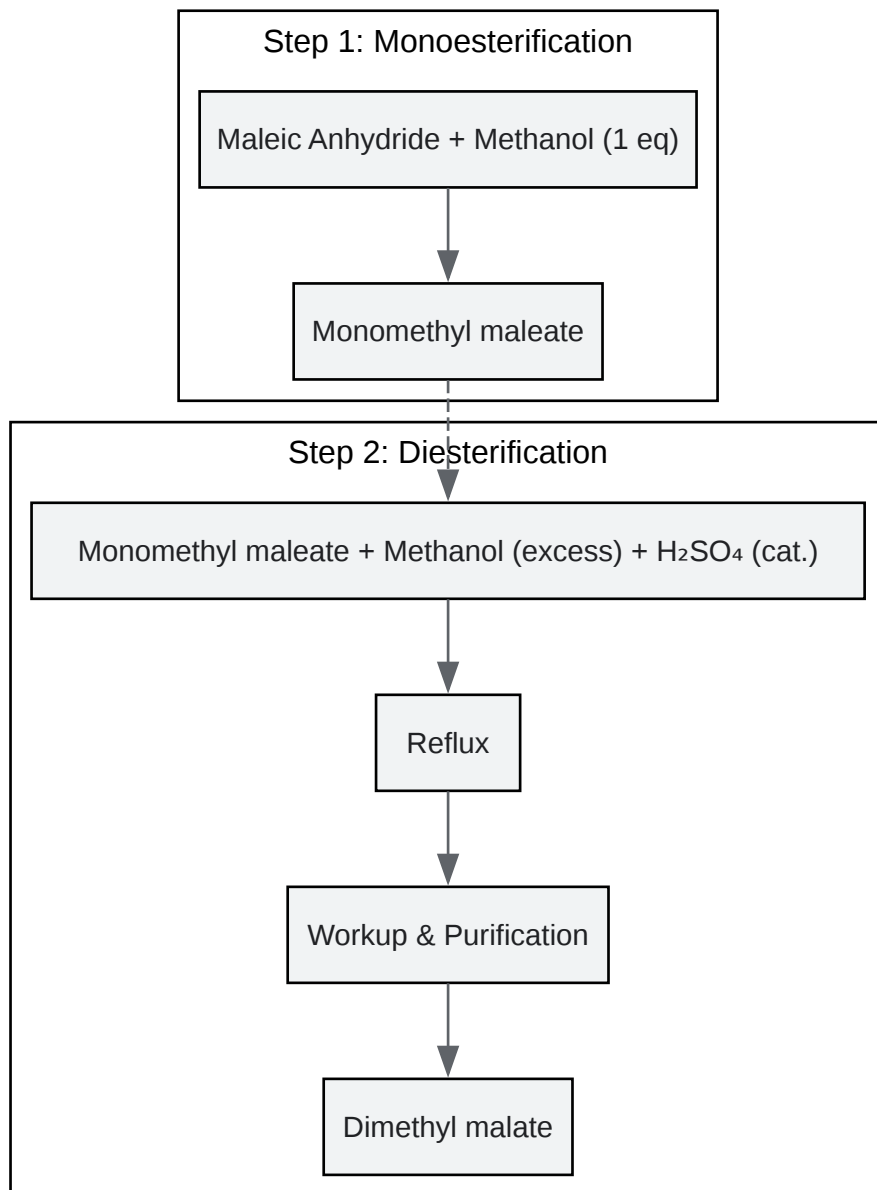 Step 1: Monoesterification
Maleic Anhydride + Methanol (1 eq)
Monomethyl maleate
Step 2: Diesterification
Monomethyl maleate + Methanol (excess) + H₂SO₄ (cat.)
Reflux
Workup & Purification
Dimethyl malate